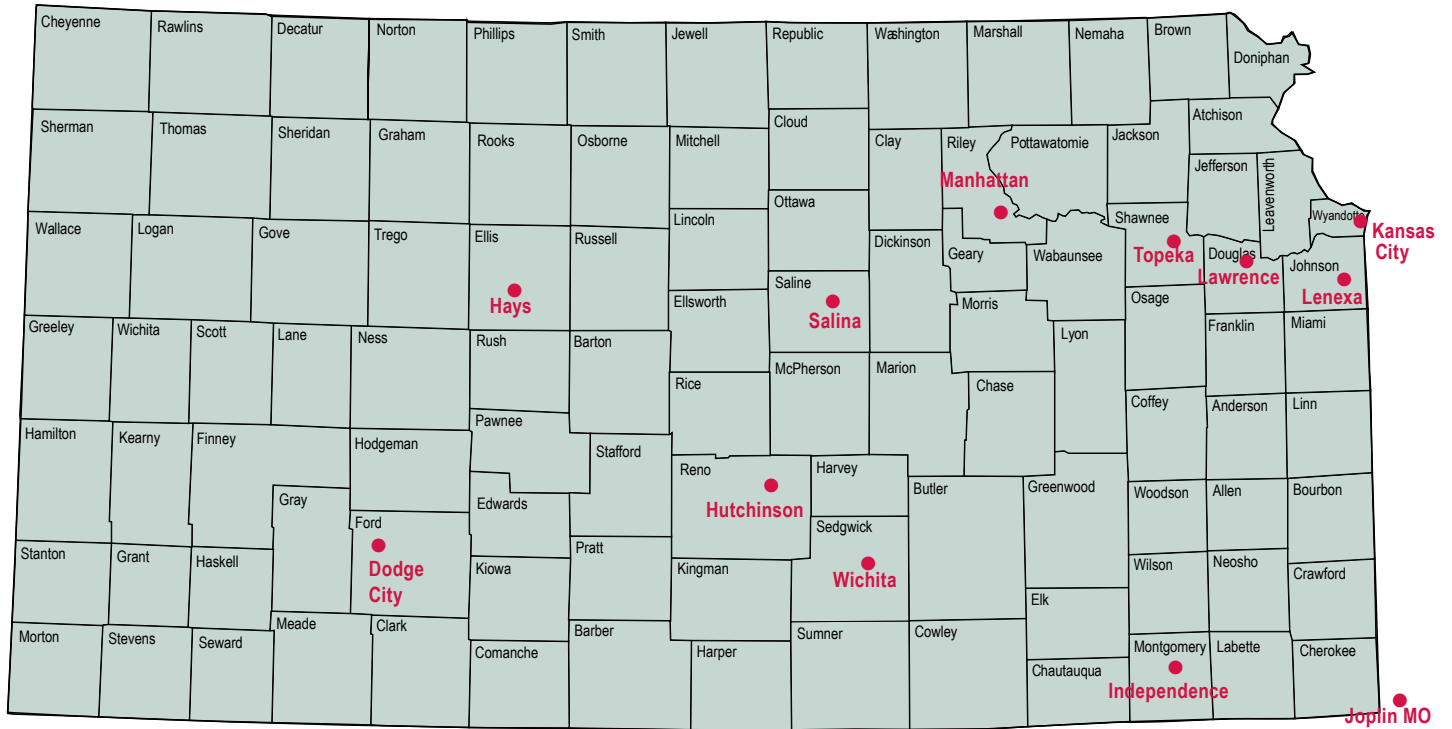 Cheyenne
Rawlins
Decatur
Norton
Phillips
Smith
Jewell
Republic
Washington
Marshall
Nemaha
Brown
Doniphan
Sherman
Thomas
Sheridan
Graham
Rooks
Osborne
Mitchell
Cloud
Clay
Riley
Pottawatomie
Jackson
Atchison
Jefferson
Leavenworth
Wyandotte
Manhattan
Kansas
City
Wallace
Logan
Gove
Trego
Ellis
Russell
Lincoln
Ottawa
Dickinson
Geary
Wabaunsee
Shawnee
Topeka
Douglas
Lawrence
Johnson
Lenexa
Hays
Ellsworth
Saline
Salina
Morris
Osage
Greeley
Wichita
Scott
Lane
Ness
Rush
Barton
Rice
McPherson
Marion
Chase
Lyon
Franklin
Miami
Coffey
Anderson
Linn
Hamilton
Kearny
Finney
Hodgeman
Pawnee
Stafford
Reno
Hutchinson
Harvey
Butler
Greenwood
Woodson
Allen
Bourbon
Gray
Ford
Dodge
City
Edwards
Sedgwick
Wichita
Stanton
Grant
Haskell
Kiowa
Pratt
Kingman
Elk
Wilson
Neosho
Crawford
Morton
Stevens
Seward
Meade
Clark
Comanche
Barber
Harper
Sumner
Cowley
Chautauqua
Montgomery
Independence
Labette
Cherokee
Joplin MO